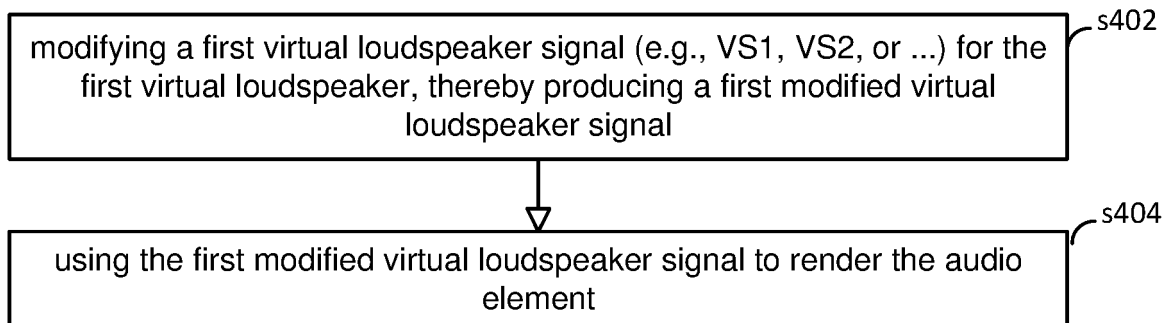 s402
modifying a first virtual loudspeaker signal (e.g., VS1, VS2, or ...) for the
first virtual loudspeaker, thereby producing a first modified virtual
loudspeaker signal
s404
using the first modified virtual loudspeaker signal to render the audio
element